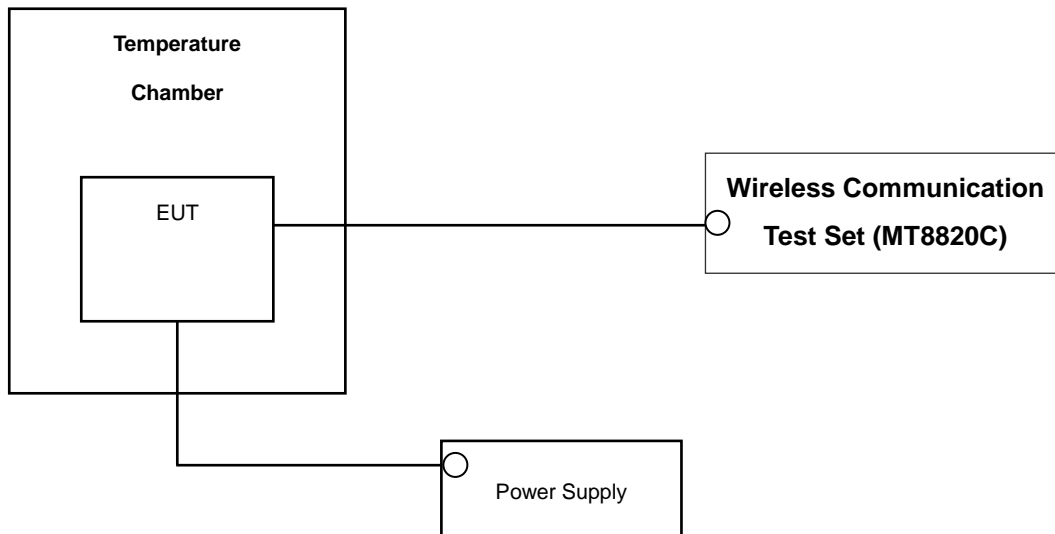 Temperature
Chamber
EUT
Wireless Communication
Test Set (MT8820C)
Power Supply